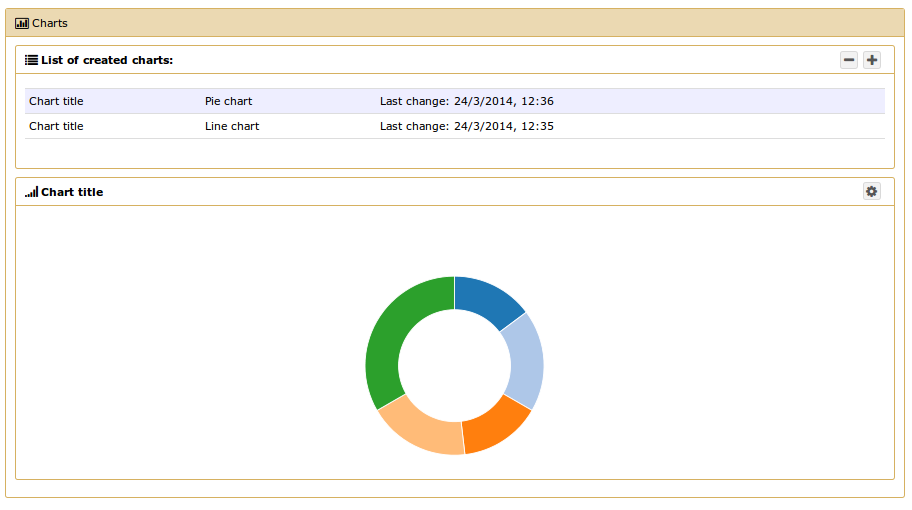 Charts
List of created charts:
Chart title Pie chart Last change: 24/3/2014, 12:36
Chart title Line chart Last change: 24/3/2014, 12:35
Chart title